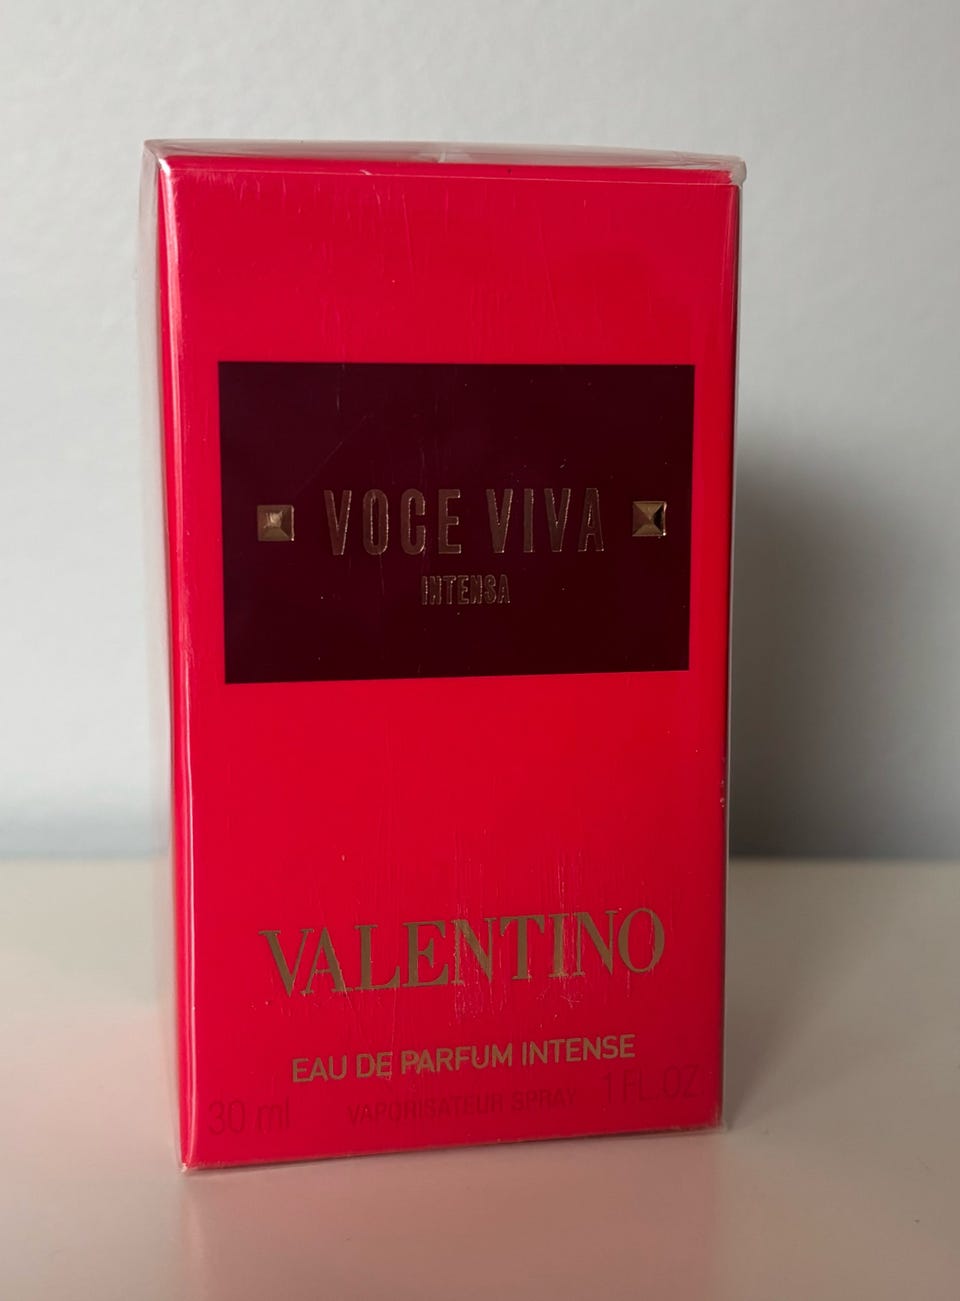 VOCE VIVA
INTENSA
VALENTINO
EAU DE PARFUM INTENSE
30 ml VAPORISATEUR SPRAY 1 FL.OZ